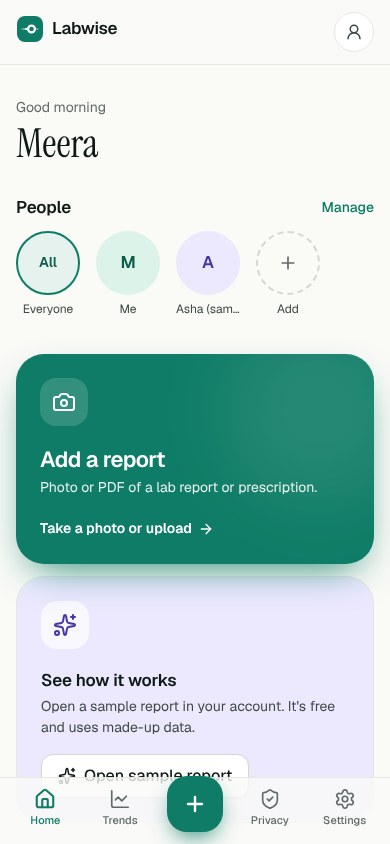 Labwise
Good morning
Meera
People
Manage
All
M
A
Everyone
Me
Asha (sam…
Add
Add a report
Photo or PDF of a lab report or prescription.
Take a photo or upload
See how it works
Open a sample report in your account. It's free
and uses made-up data.
Open sample report
Home
Trends
Privacy
Settings